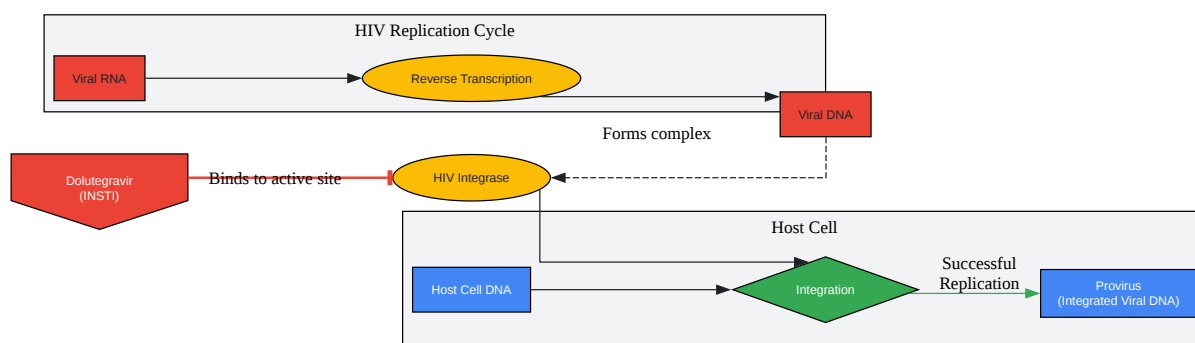 HIV Replication Cycle
Viral RNA
Reverse Transcription
Viral DNA
Forms complex
Dolutegravir
(INSTI)
Binds to active site
HIV Integrase
Host Cell
Host Cell DNA
Integration
Successful
Replication
Provirus
(Integrated Viral DNA)